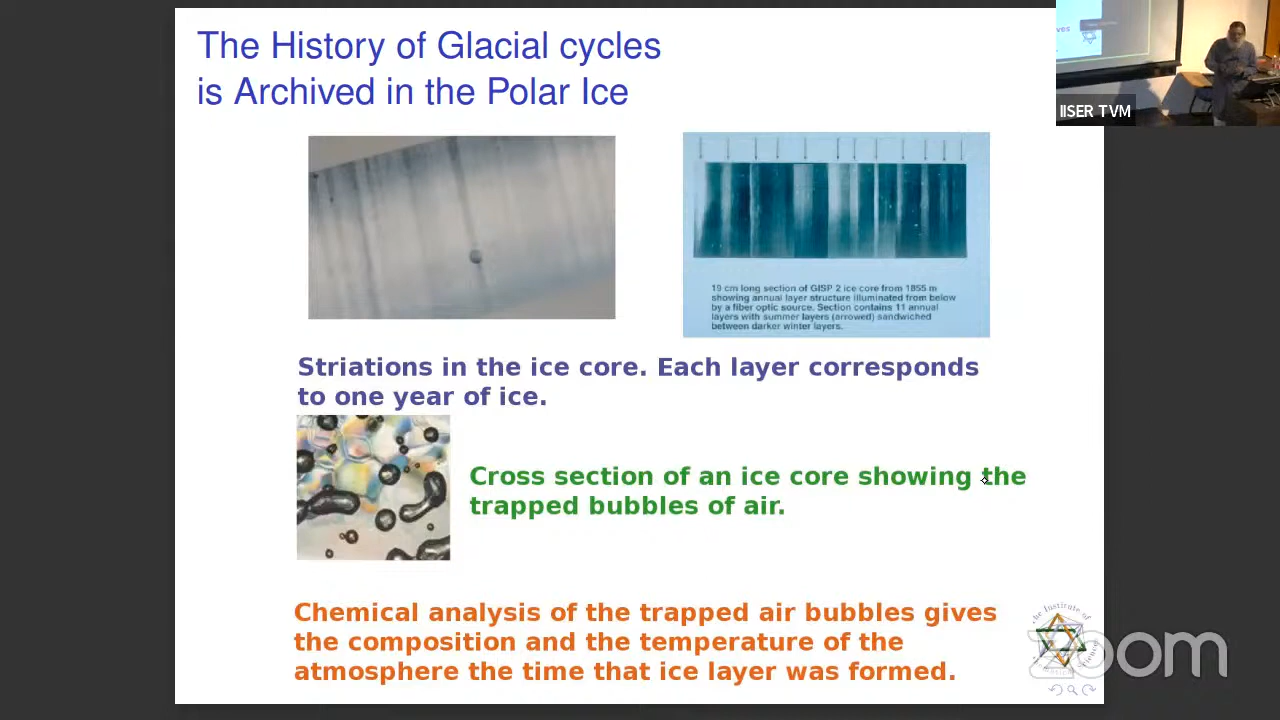 The History of Glacial cycles
is Archived in the Polar Ice
IISER TVM
19 cm long section of GISP 2 ice core from 1855 m
showing annual layer structure illuminated from below
by a fiber optic source. Section contains 11 annual
layers with summer layers (arrowed) sandwiched
between darker winter layers.
Striations in the ice core. Each layer corresponds
to one year of ice.
Cross section of an ice core showing the
trapped bubbles of air.
Chemical analysis of the trapped air bubbles gives
the composition and the temperature of the
atmosphere the time that ice layer was formed.
the Institute of
zoom